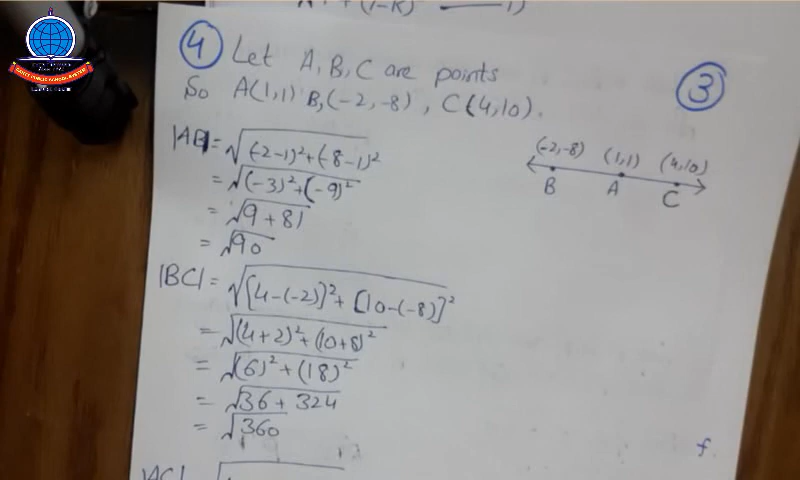 ④ Let A, B, C are points
③
So A(1,1) B,(-2,-8), C(4,10).
|AB| = √(-2-1)²+(-8-1)²
= √(-3)²+(-9)²
= √9+81
= √90
(-2,-8) (1,1) (4,10)
B A C
|BC| = √[4-(-2)]²+[10-(-8)]²
= √(4+2)²+(10+8)²
= √(6)²+(18)²
= √36+324
= √360
|AC|